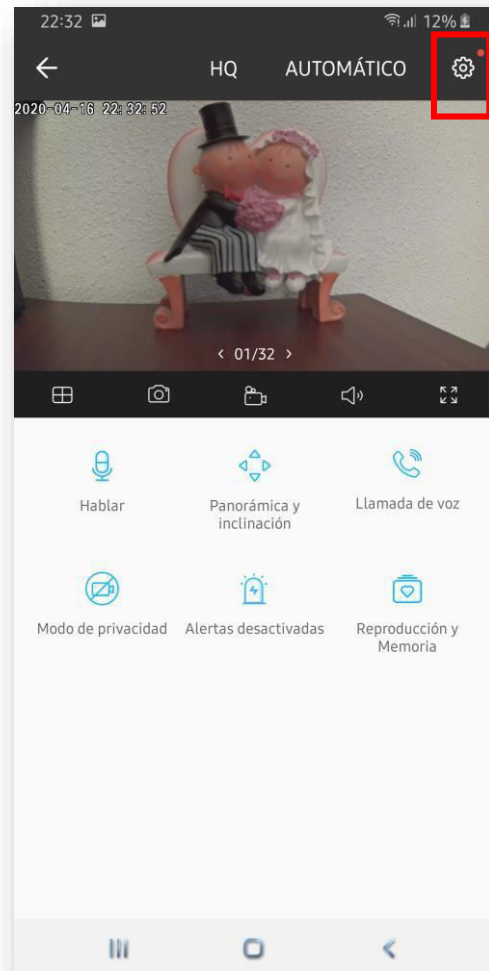 22:32 12%
HQ AUTOMÁTICO
2020-04-16 22:32:52
< 01/32 >
Hablar
Panorámica y
inclinación
Llamada de voz
Modo de privacidad
Alertas desactivadas
Reproducción y
Memoria